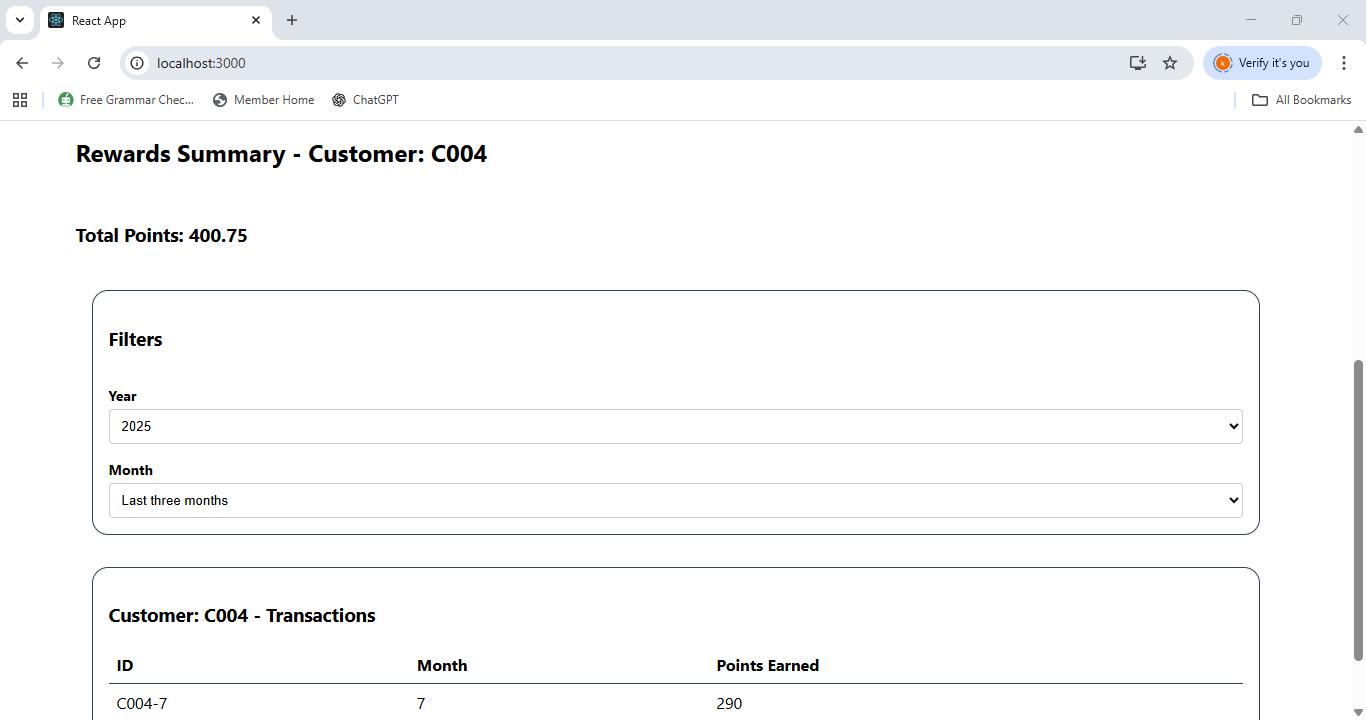 React App
localhost:3000
k
Verify it's you
Free Grammar Chec...
Member Home
ChatGPT
All Bookmarks
Rewards Summary - Customer: C004
Total Points: 400.75
Filters
Year
2025
Month
Last three months
Customer: C004 - Transactions
ID Month Points Earned
C004-7 7 290